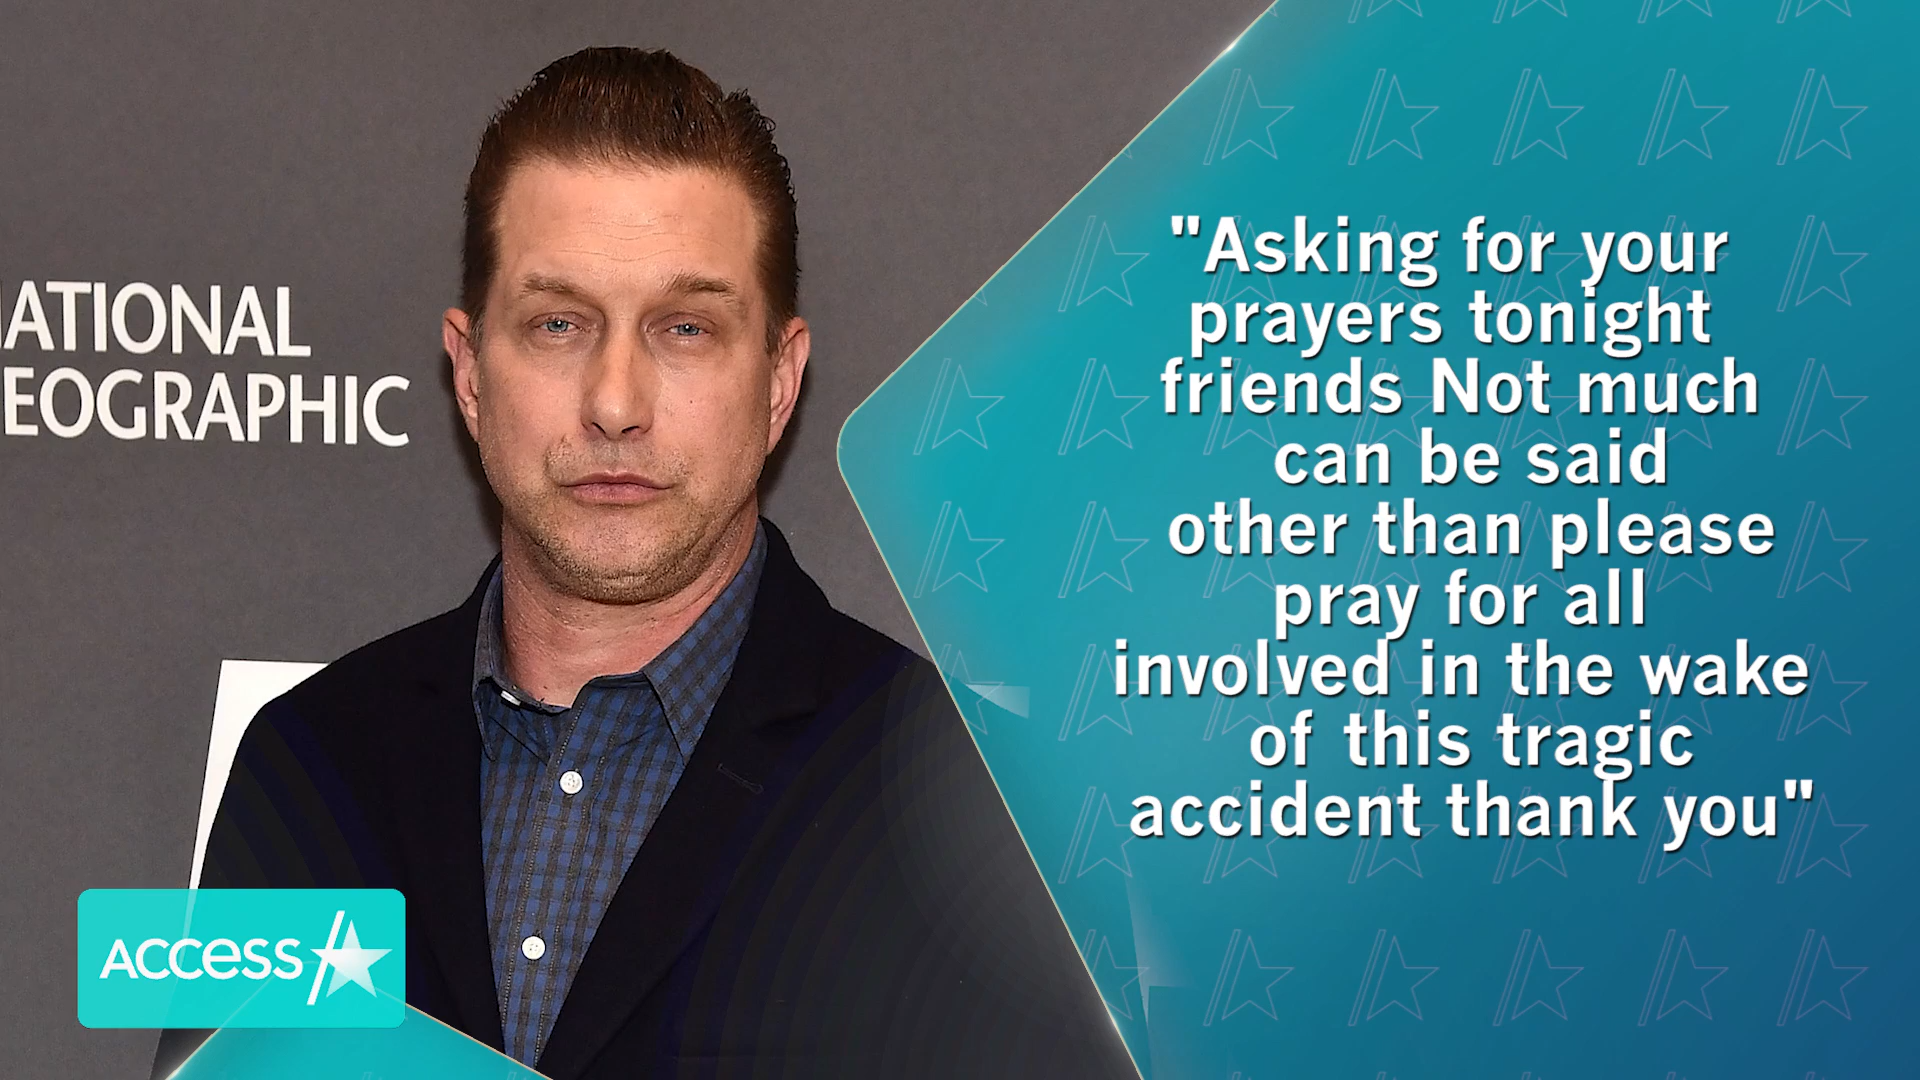 NATIONAL
EOGRAPHIC
"Asking for your
prayers tonight
friends Not much
can be said
other than please
pray for all
involved in the wake
of this tragic
accident thank you"
ACCESS